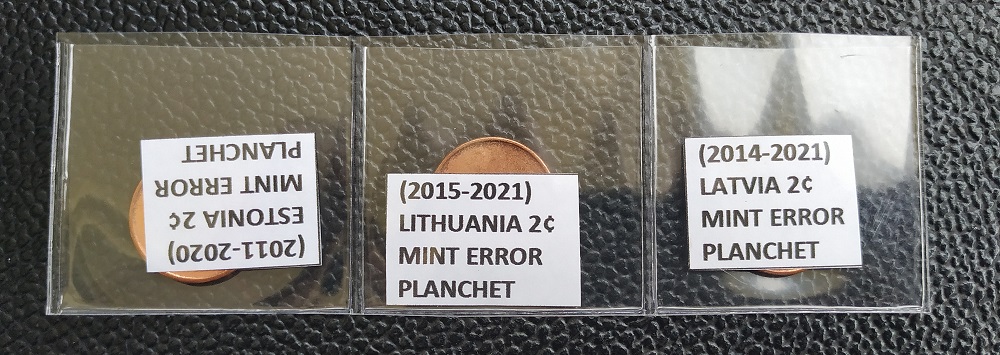 (2011-2020)
ESTONIA 2¢
MINT ERROR
PLANCHET
(2015-2021)
LITHUANIA 2¢
MINT ERROR
PLANCHET
(2014-2021)
LATVIA 2¢
MINT ERROR
PLANCHET